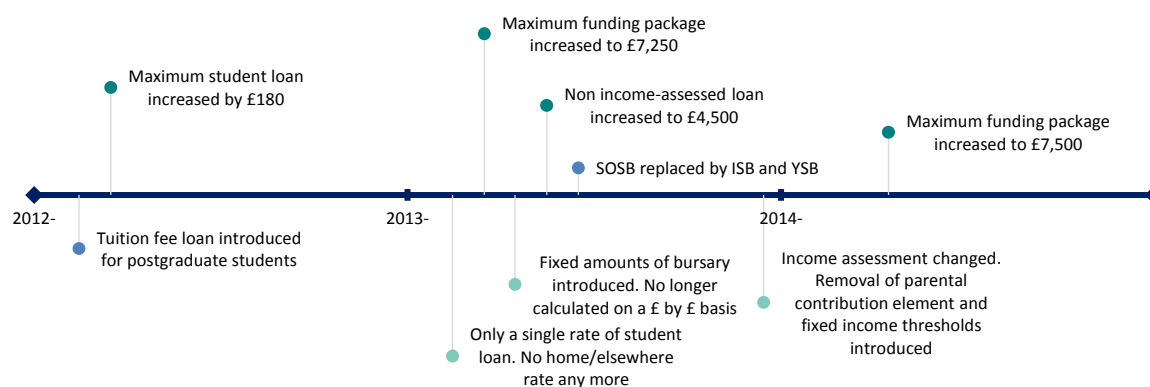 Maximum funding package
increased to £7,250
Maximum student loan
increased by £180
Non income-assessed loan
increased to £4,500
Maximum funding package
increased to £7,500
SOSB replaced by ISB and YSB
2012-
2013-
2014-
Tuition fee loan introduced
for postgraduate students
Fixed amounts of bursary
introduced. No longer
calculated on a £ by £ basis
Income assessment changed.
Removal of parental
contribution element and
fixed income thresholds
introduced
Only a single rate of student
loan. No home/elsewhere
rate any more